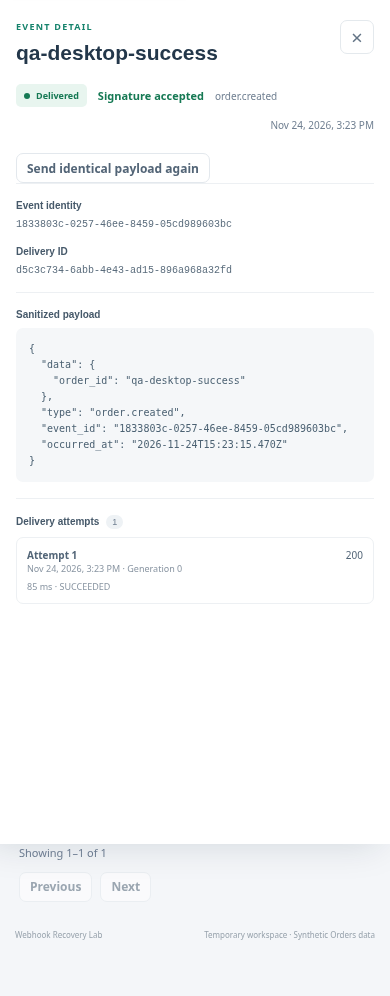 EVENT DETAIL
qa-desktop-success
Delivered Signature accepted order.created
Nov 24, 2026, 3:23 PM
Send identical payload again
Event identity
1833803c-0257-46ee-8459-05cd989603bc
Delivery ID
d5c3c734-6abb-4e43-ad15-896a968a32fd
Sanitized payload
{
  "data": {
    "order_id": "qa-desktop-success"
  },
  "type": "order.created",
  "event_id": "1833803c-0257-46ee-8459-05cd989603bc",
  "occurred_at": "2026-11-24T15:23:15.470Z"
}
Delivery attempts 1
Attempt 1 200
Nov 24, 2026, 3:23 PM · Generation 0
85 ms · SUCCEEDED
Showing 1–1 of 1
Previous Next
Webhook Recovery Lab Temporary workspace · Synthetic Orders data